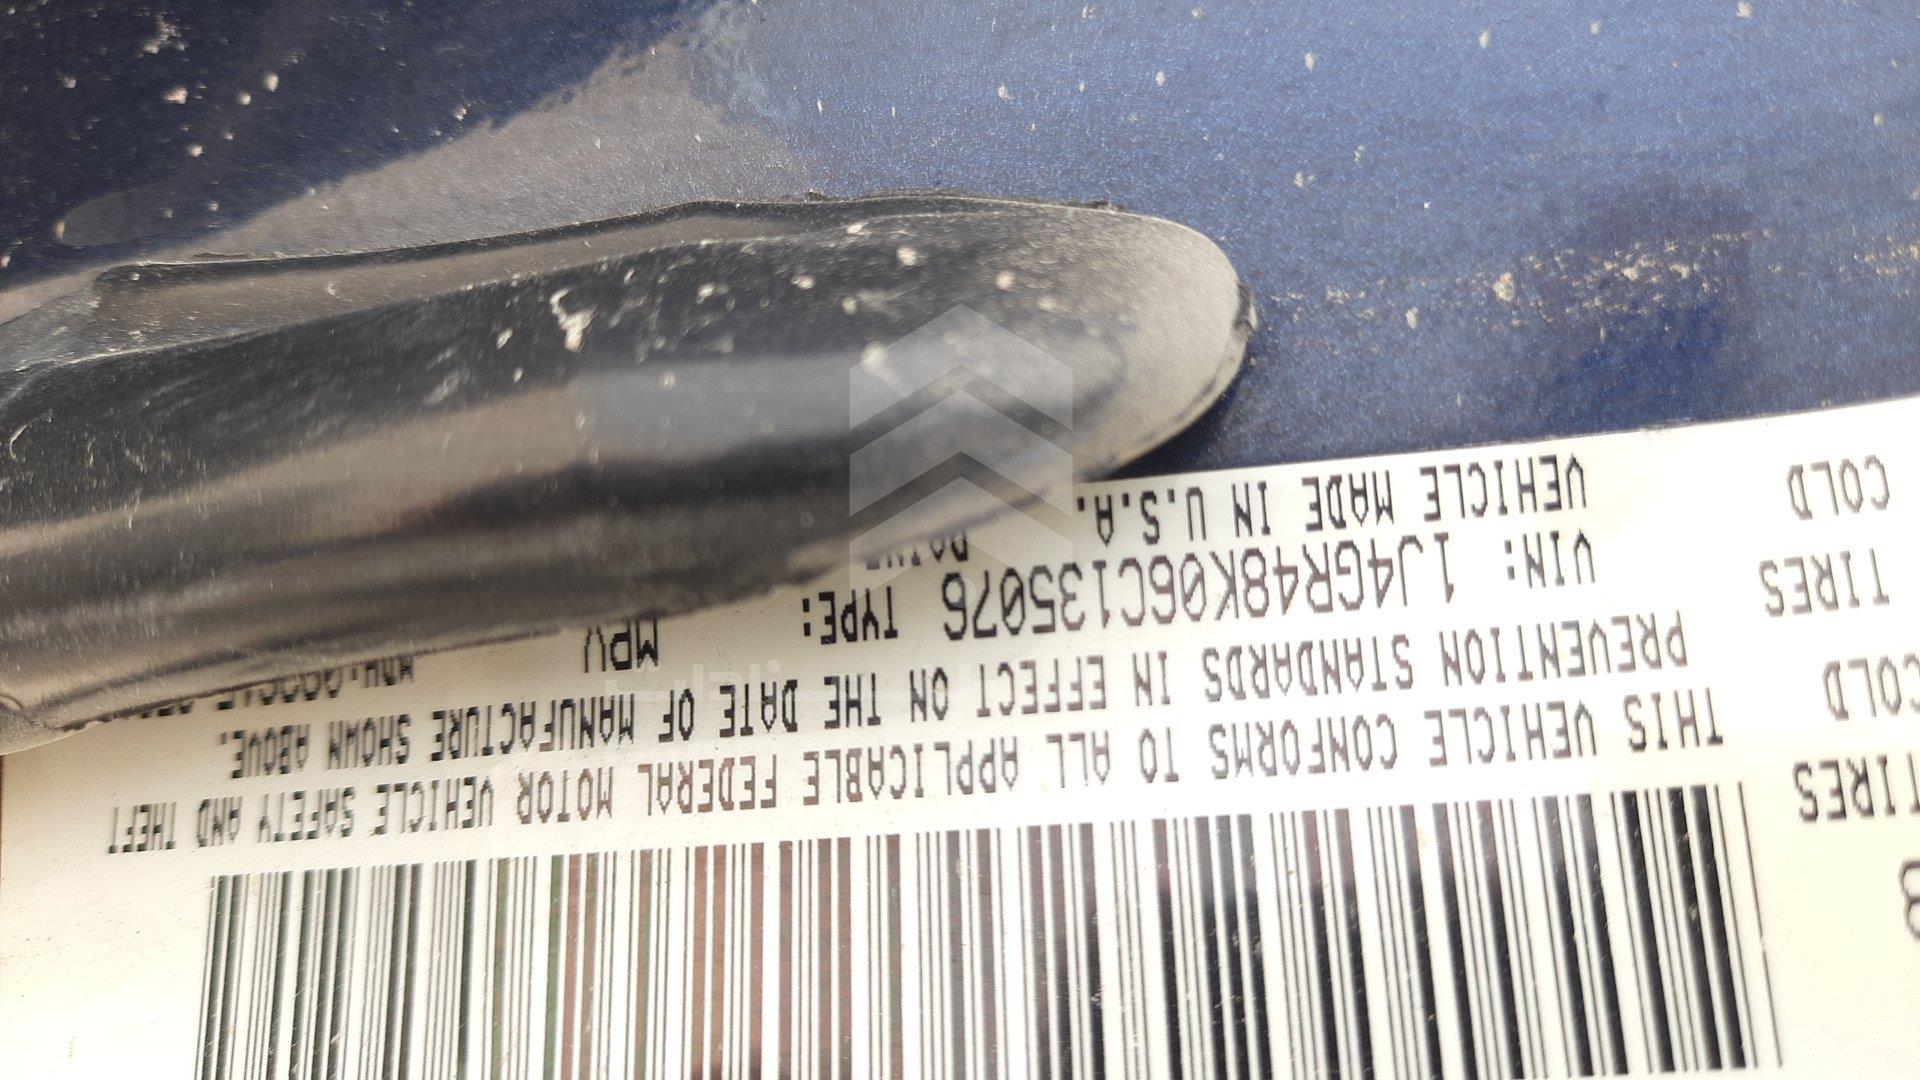 TIRES
COLD
TIRES
COLD
THIS VEHICLE CONFORMS TO ALL APPLICABLE FEDERAL MOTOR VEHICLE SAFETY AND THEFT
PREVENTION STANDARDS IN EFFECT ON THE DATE OF MANUFACTURE SHOWN ABOVE.
VIN: 1J4GR48K06C135076 TYPE: MPV
VEHICLE MADE IN U.S.A.